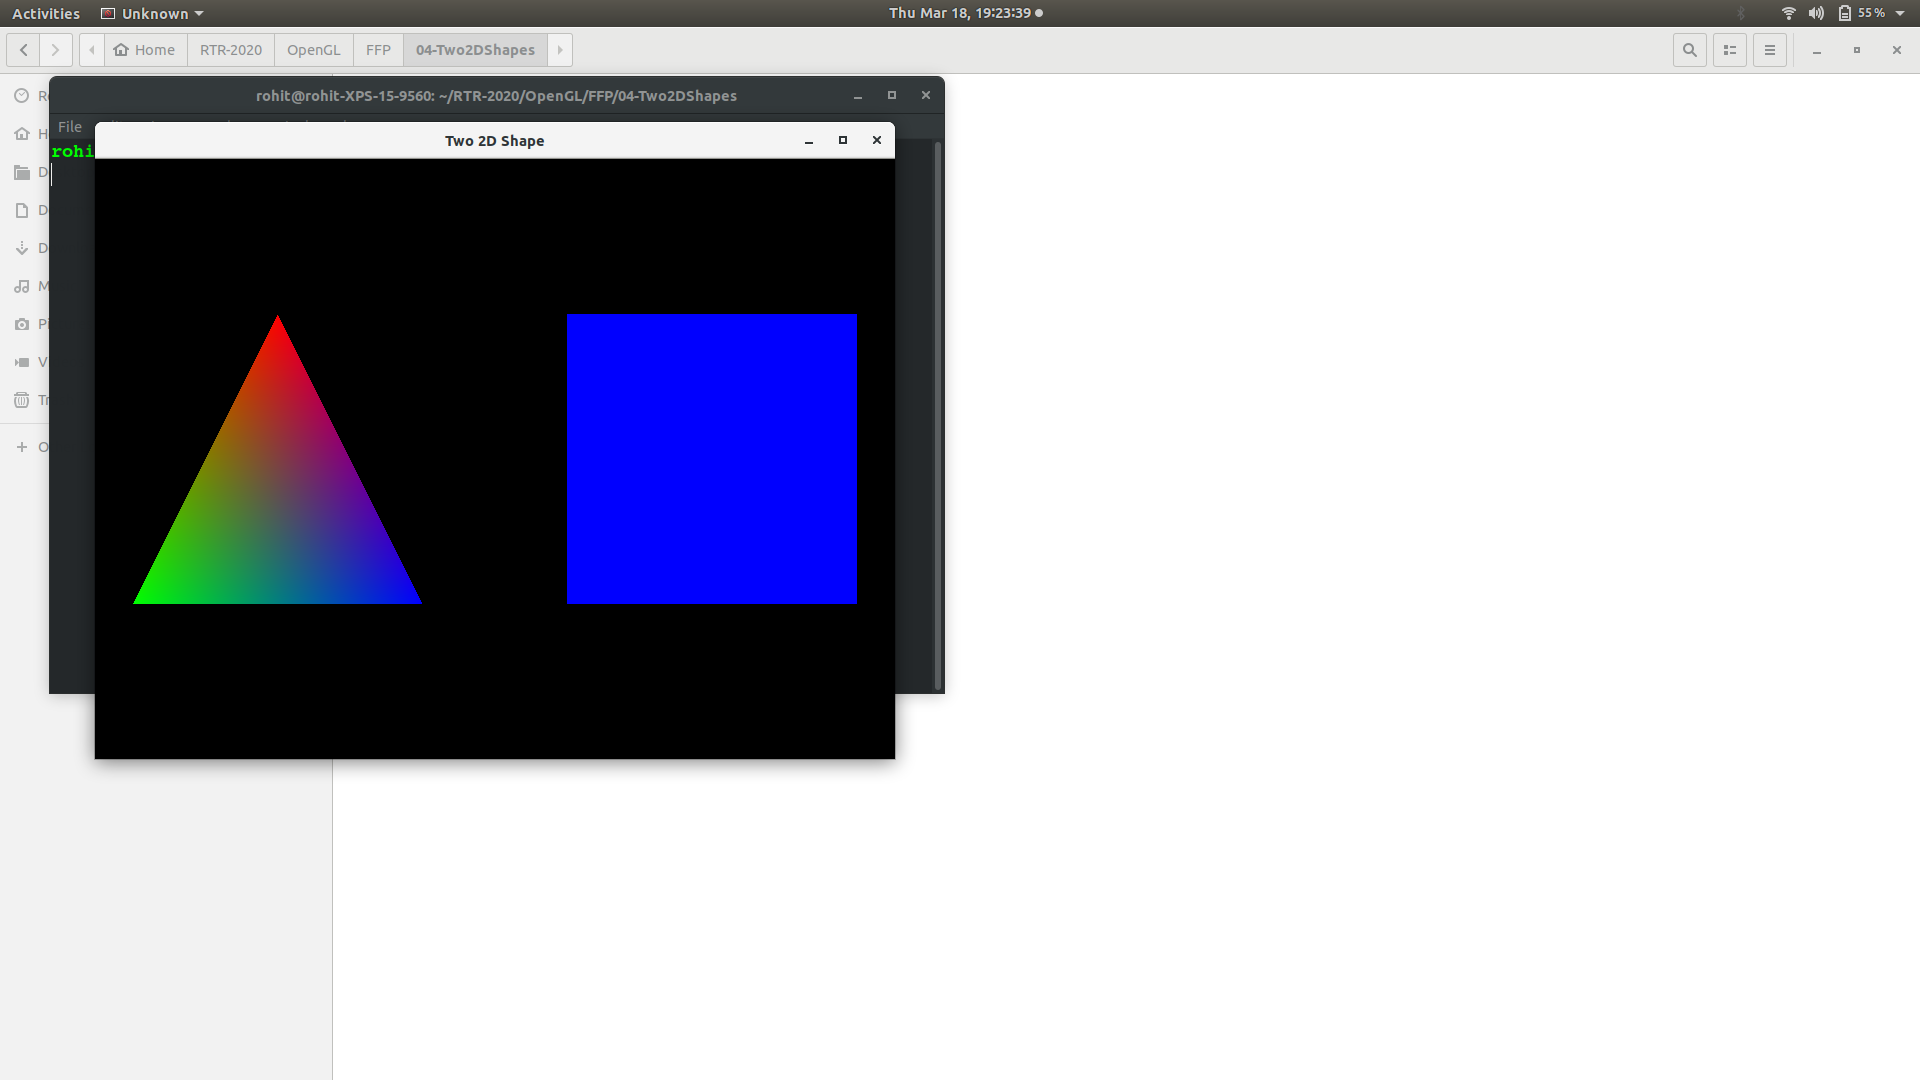 Activities Unknown Thu Mar 18, 19:23:39 55%
Home RTR-2020 OpenGL FFP 04-Two2DShapes
rohit@rohit-XPS-15-9560: ~/RTR-2020/OpenGL/FFP/04-Two2DShapes
File
Two 2D Shape
rohi